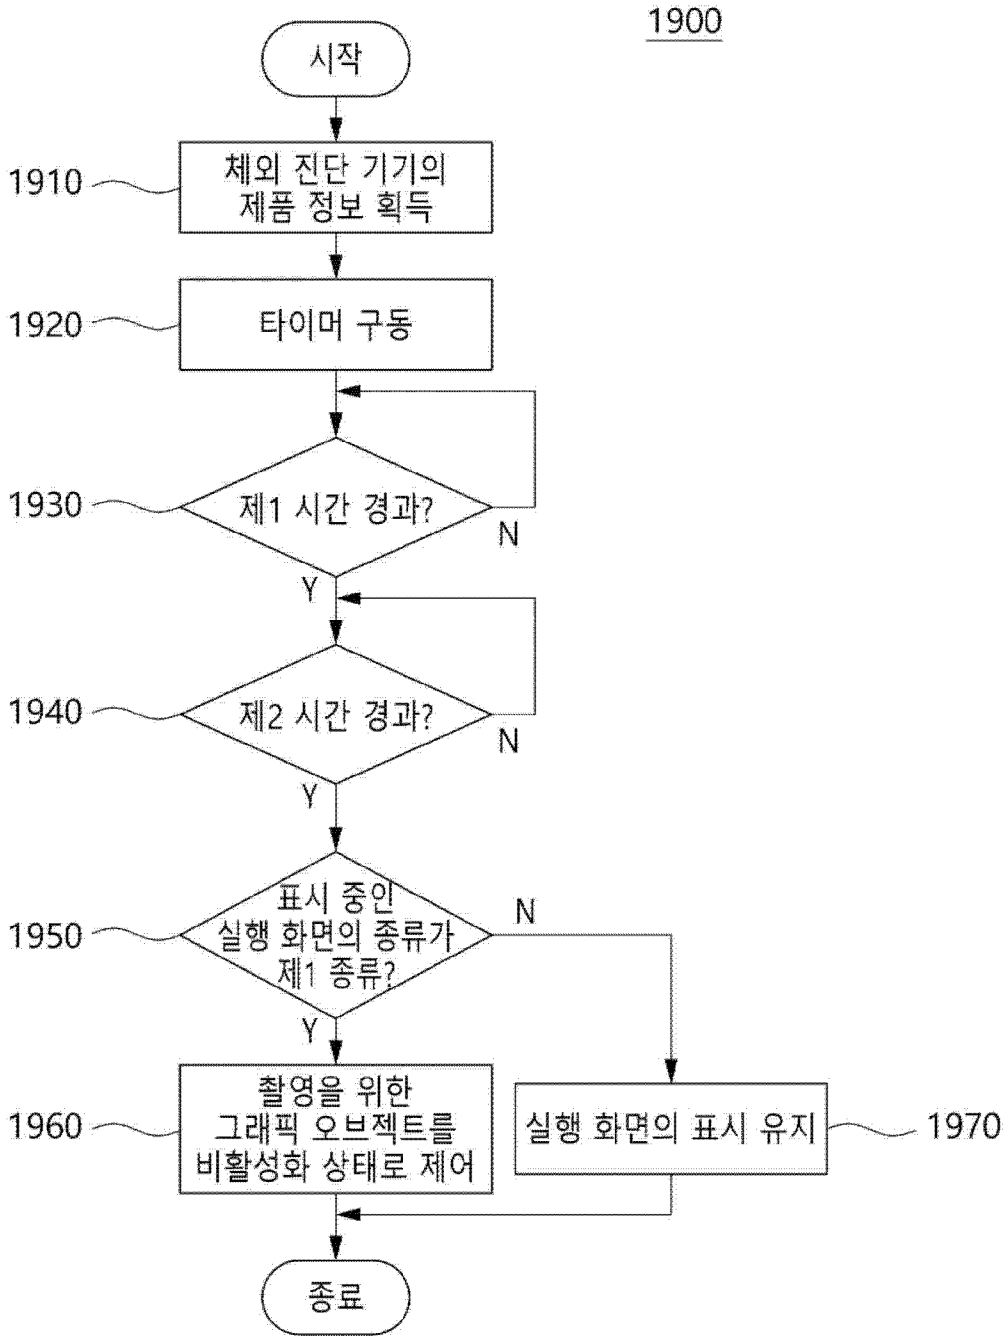 1900
시작
1910
체외 진단 기기의
제품 정보 획득
1920
타이머 구동
1930
제1 시간 경과?
N
Y
1940
제2 시간 경과?
N
Y
1950
표시 중인
실행 화면의 종류가
제1 종류?
N
Y
1960
촬영을 위한
그래픽 오브젝트를
비활성화 상태로 제어
실행 화면의 표시 유지
1970
종료